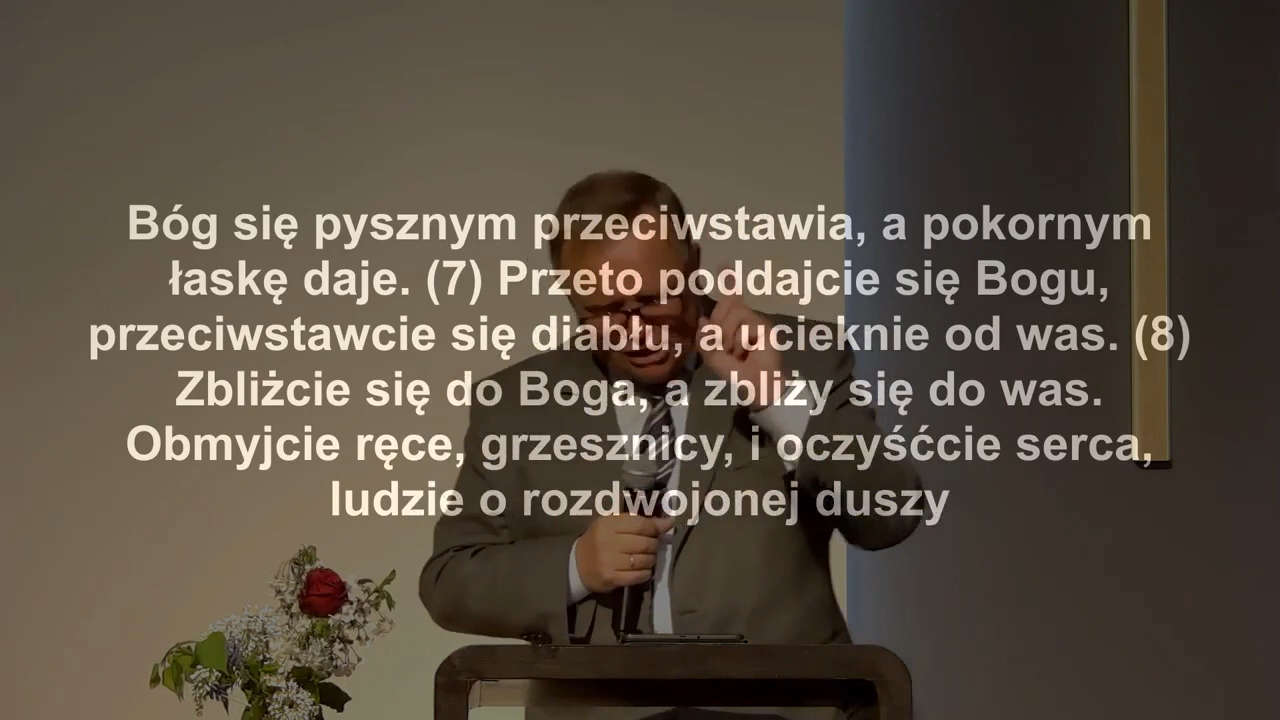 Bóg się pysznym przeciwstawia, a pokornym
łaskę daje. (7) Przeto poddajcie się Bogu,
przeciwstawcie się diabłu, a ucieknie od was. (8)
Zbliżcie się do Boga, a zbliży się do was.
Obmyjcie ręce, grzesznicy, i oczyśćcie serca,
ludzie o rozdwojonej duszy